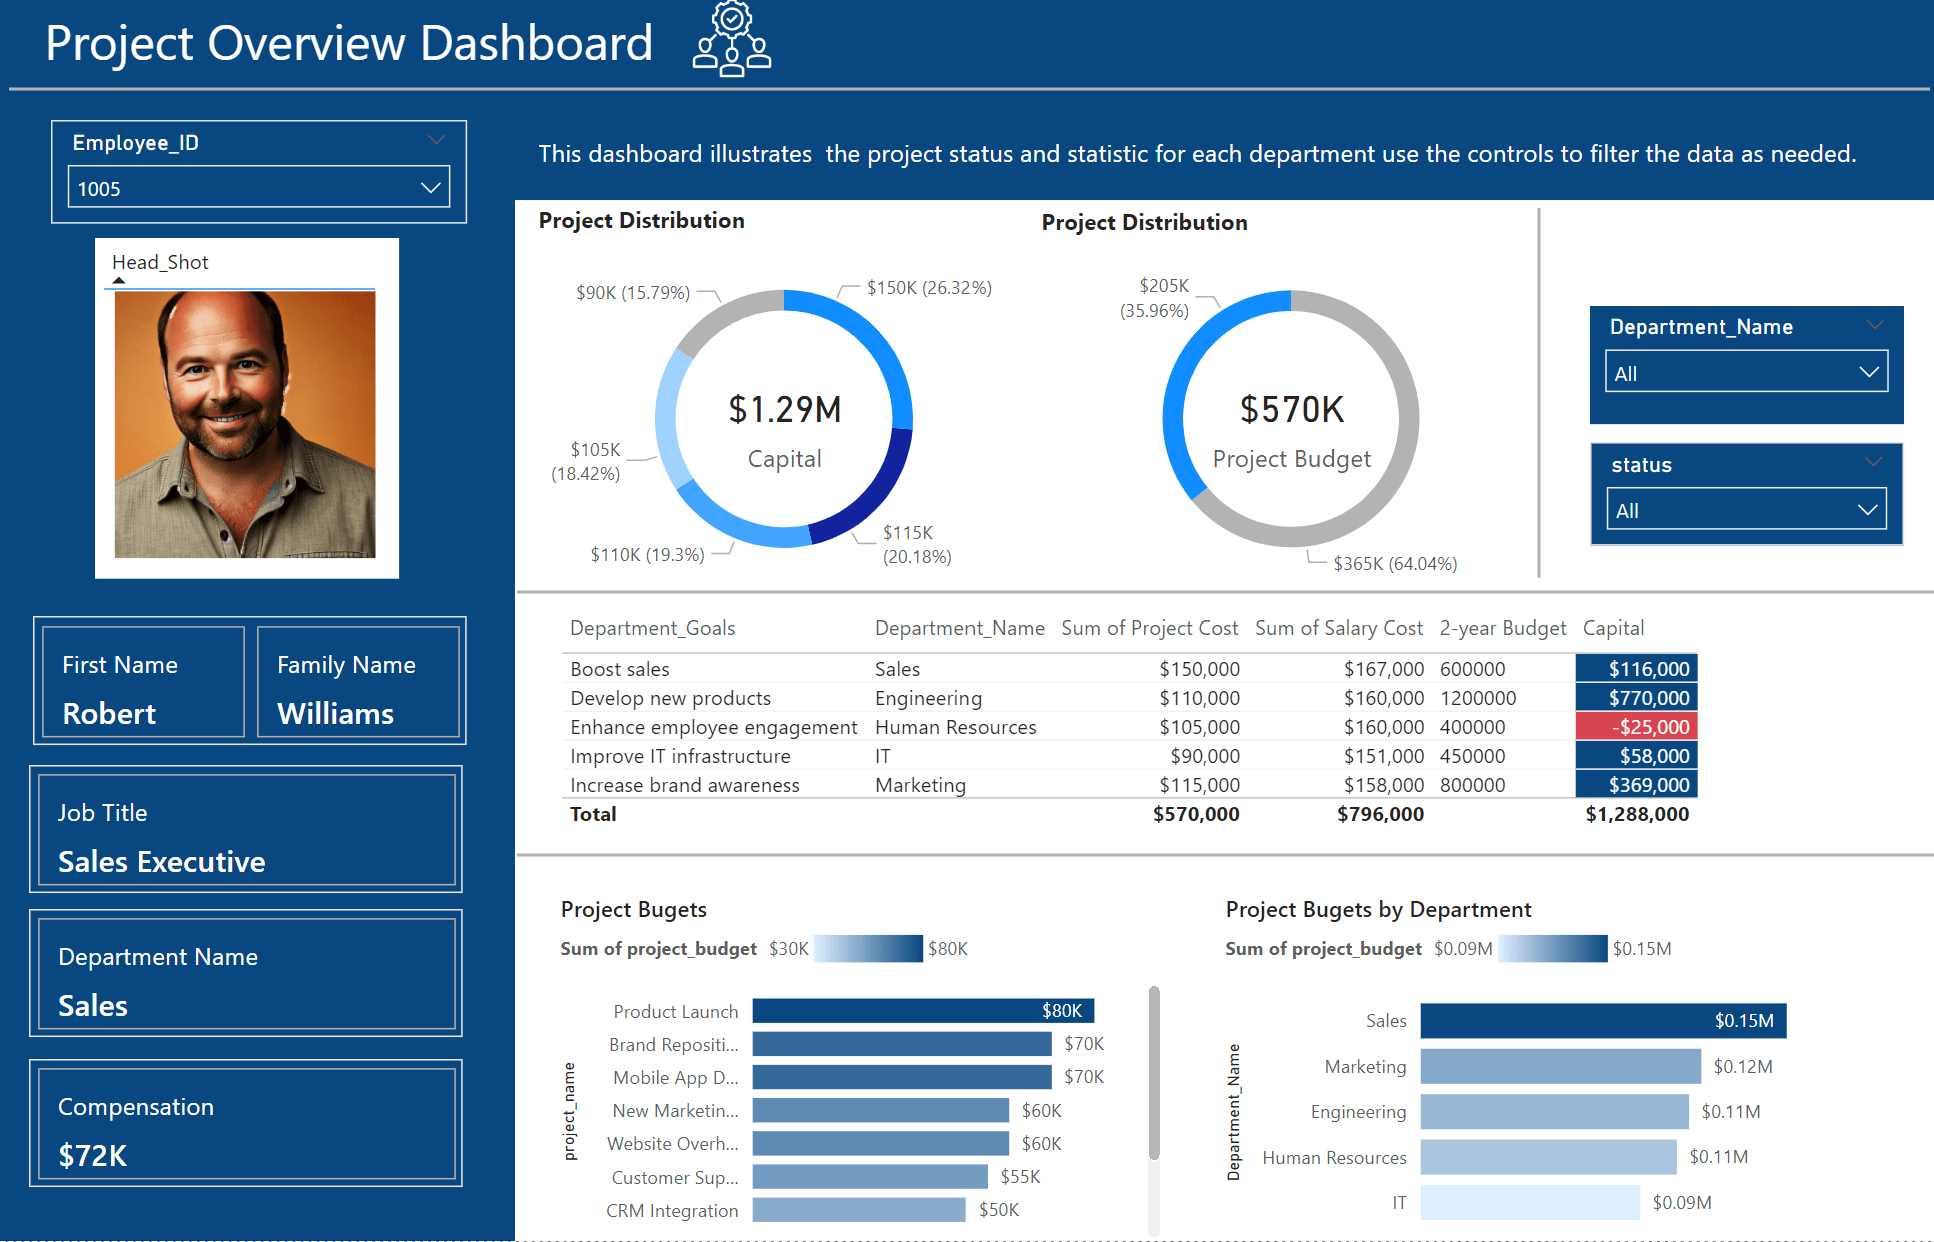 Project Overview Dashboard
Employee_ID
1005
This dashboard illustrates  the project status and statistic for each department use the controls to filter the data as needed.
Head_Shot
First Name
Robert
Family Name
Williams
Job Title
Sales Executive
Department Name
Sales
Compensation
$72K
Project Distribution
$90K (15.79%)
$150K (26.32%)
$105K
(18.42%)
$1.29M
Capital
$110K (19.3%)
$115K
(20.18%)
Project Distribution
$205K
(35.96%)
$570K
Project Budget
$365K (64.04%)
Department_Name
All
status
All
Department_Goals Department_Name Sum of Project Cost Sum of Salary Cost 2-year Budget Capital
Boost sales Sales $150,000 $167,000 600000 $116,000
Develop new products Engineering $110,000 $160,000 1200000 $770,000
Enhance employee engagement Human Resources $105,000 $160,000 400000 -$25,000
Improve IT infrastructure IT $90,000 $151,000 450000 $58,000
Increase brand awareness Marketing $115,000 $158,000 800000 $369,000
Total $570,000 $796,000 $1,288,000
Project Bugets
Sum of project_budget $30K $80K
project_name
Product Launch $80K
Brand Repositi... $70K
Mobile App D... $70K
New Marketin... $60K
Website Overh... $60K
Customer Sup... $55K
CRM Integration $50K
Project Bugets by Department
Sum of project_budget $0.09M $0.15M
Department_Name
Sales $0.15M
Marketing $0.12M
Engineering $0.11M
Human Resources $0.11M
IT $0.09M